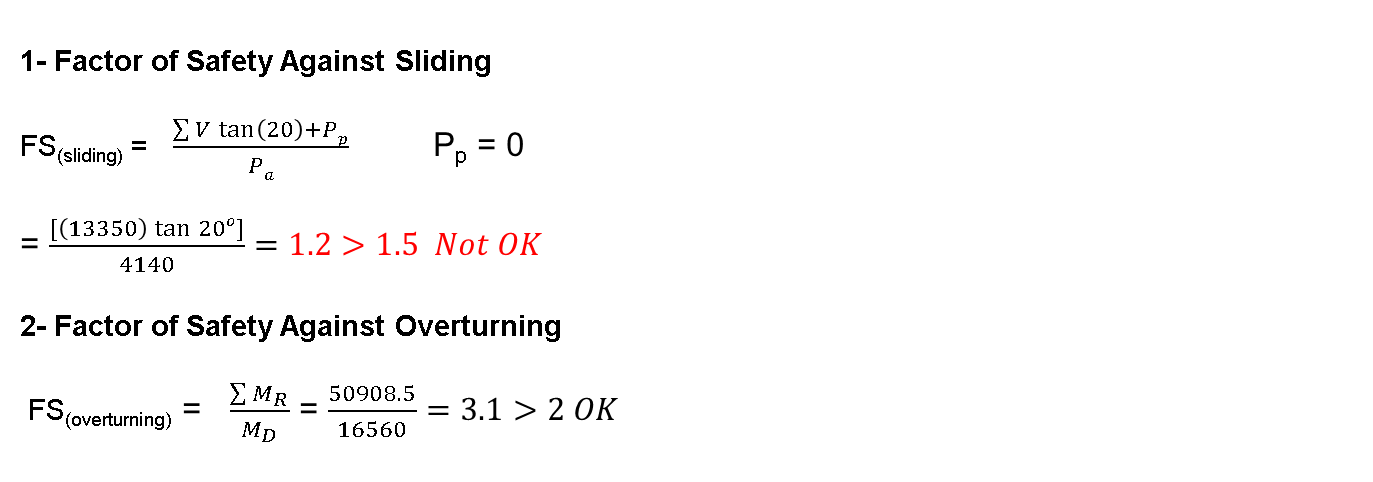 1- Factor of Safety Against Sliding
FS(sliding) = ∑ V tan(20)+Pp / Pa    Pp = 0
= [(13350) tan 20°] / 4140 = 1.2 > 1.5 Not OK
2- Factor of Safety Against Overturning
FS(overturning) = ∑ MR / MD = 50908.5 / 16560 = 3.1 > 2 OK